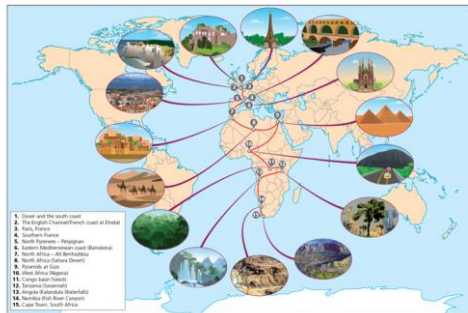 1. Dover and the south coast
2. The English Channel/French coast at Étretat
3. Paris, France
4. Southern France
5. North Pyrenees – Perpignan
6. Eastern Mediterranean coast (Barcelona)
7. North Africa – Aït Benhaddou
8. North Africa (Sahara Desert)
9. Pyramids at Giza
10. West Africa (Nigeria)
11. Congo basin Forests
12. Tanzania (Savannah)
13. Angola (Kalandula Waterfalls)
14. Namibia (Fish River Canyon)
15. Cape Town, South Africa